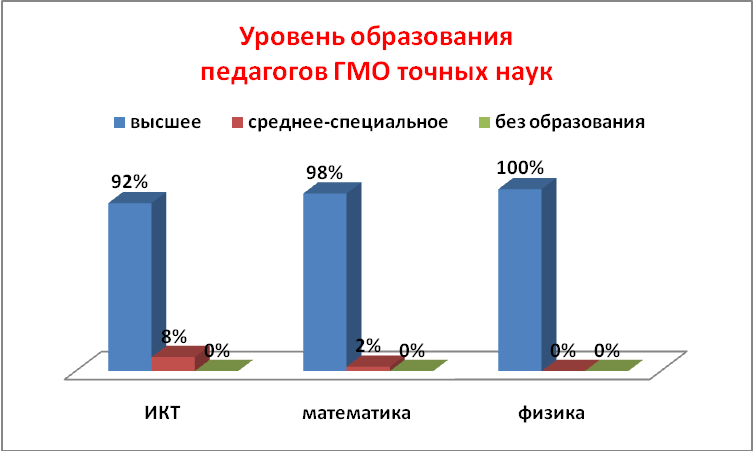 Уровень образования
педагогов ГМО точных наук
высшее среднее-специальное без образования
92% 98% 100%
8% 0% 2% 0% 0% 0%
ИКТ математика физика